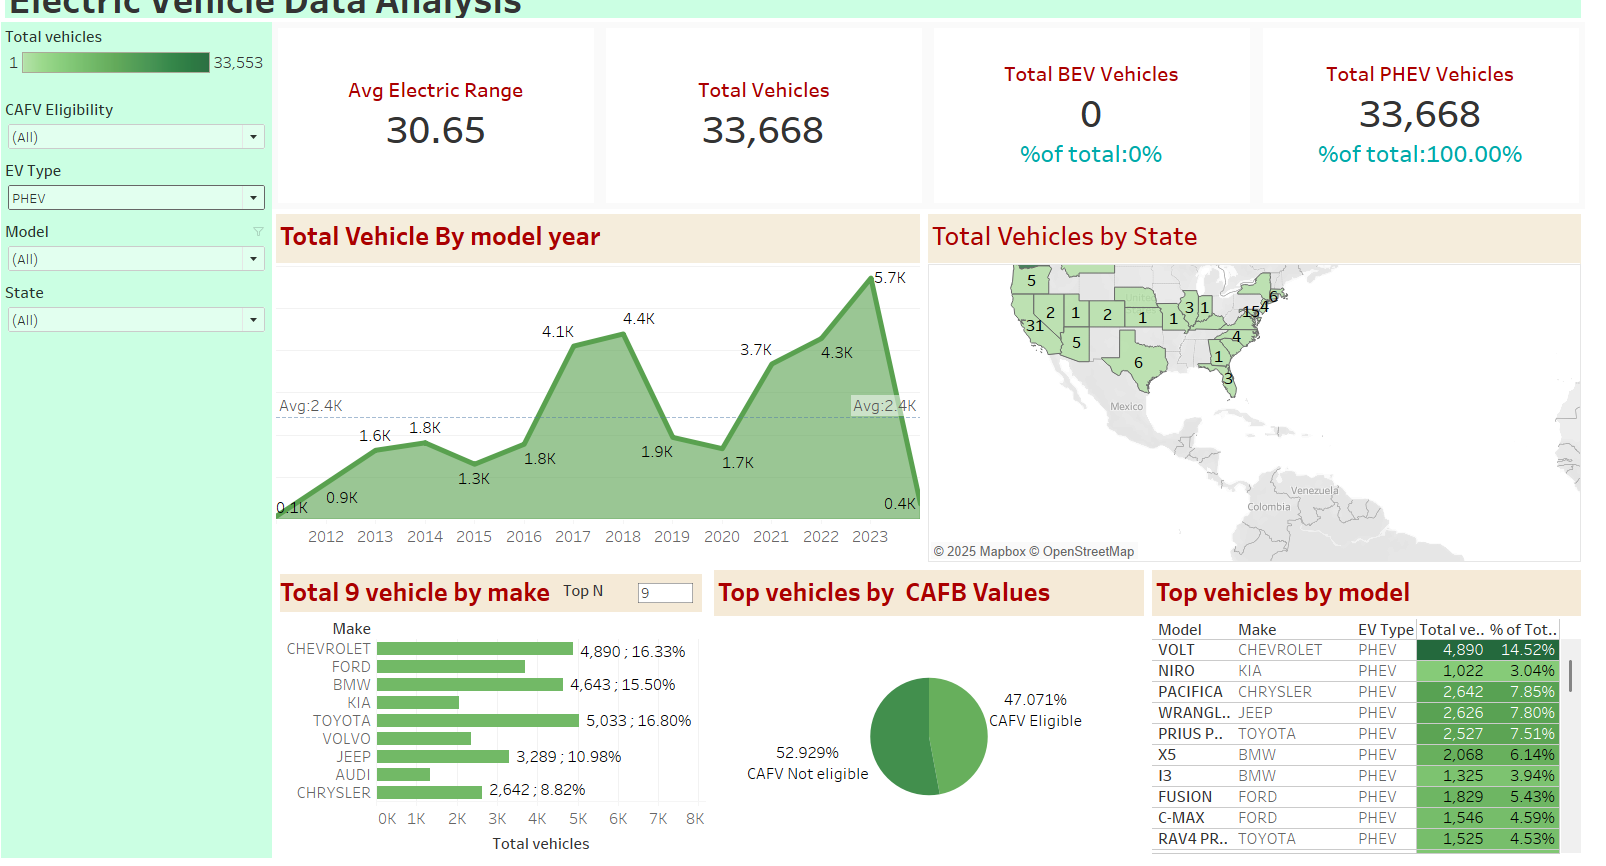 Electric Vehicle Data Analysis
Total vehicles
1 33,553
CAFV Eligibility
(All)
EV Type
PHEV
Model
(All)
State
(All)
Avg Electric Range
30.65
Total Vehicles
33,668
Total BEV Vehicles
0
%of total:0%
Total PHEV Vehicles
33,668
%of total:100.00%
Total Vehicle By model year
5.7K
4.4K
4.1K
3.7K
4.3K
Avg:2.4K Avg:2.4K
1.8K
1.6K
1.9K
1.8K
1.7K
1.3K
0.9K
0.1K
0.4K
2012 2013 2014 2015 2016 2017 2018 2019 2020 2021 2022 2023
Total Vehicles by State
5
6
2 1 2 1 1 3 1 15 4
31
5
4
6
1
3
Mexico
Venezuela
Colombia
© 2025 Mapbox © OpenStreetMap
Total 9 vehicle by make Top N 9
Make
CHEVROLET 4,890 ; 16.33%
FORD
BMW 4,643 ; 15.50%
KIA
TOYOTA 5,033 ; 16.80%
VOLVO
JEEP 3,289 ; 10.98%
AUDI
CHRYSLER 2,642 ; 8.82%
0K 1K 2K 3K 4K 5K 6K 7K 8K
Total vehicles
Top vehicles by CAFB Values
47.071%
CAFV Eligible
52.929%
CAFV Not eligible
Top vehicles by model
Model Make EV Type Total ve.. % of Tot..
VOLT CHEVROLET PHEV 4,890 14.52%
NIRO KIA PHEV 1,022 3.04%
PACIFICA CHRYSLER PHEV 2,642 7.85%
WRANGL.. JEEP PHEV 2,626 7.80%
PRIUS P.. TOYOTA PHEV 2,527 7.51%
X5 BMW PHEV 2,068 6.14%
I3 BMW PHEV 1,325 3.94%
FUSION FORD PHEV 1,829 5.43%
C-MAX FORD PHEV 1,546 4.59%
RAV4 PR.. TOYOTA PHEV 1,525 4.53%